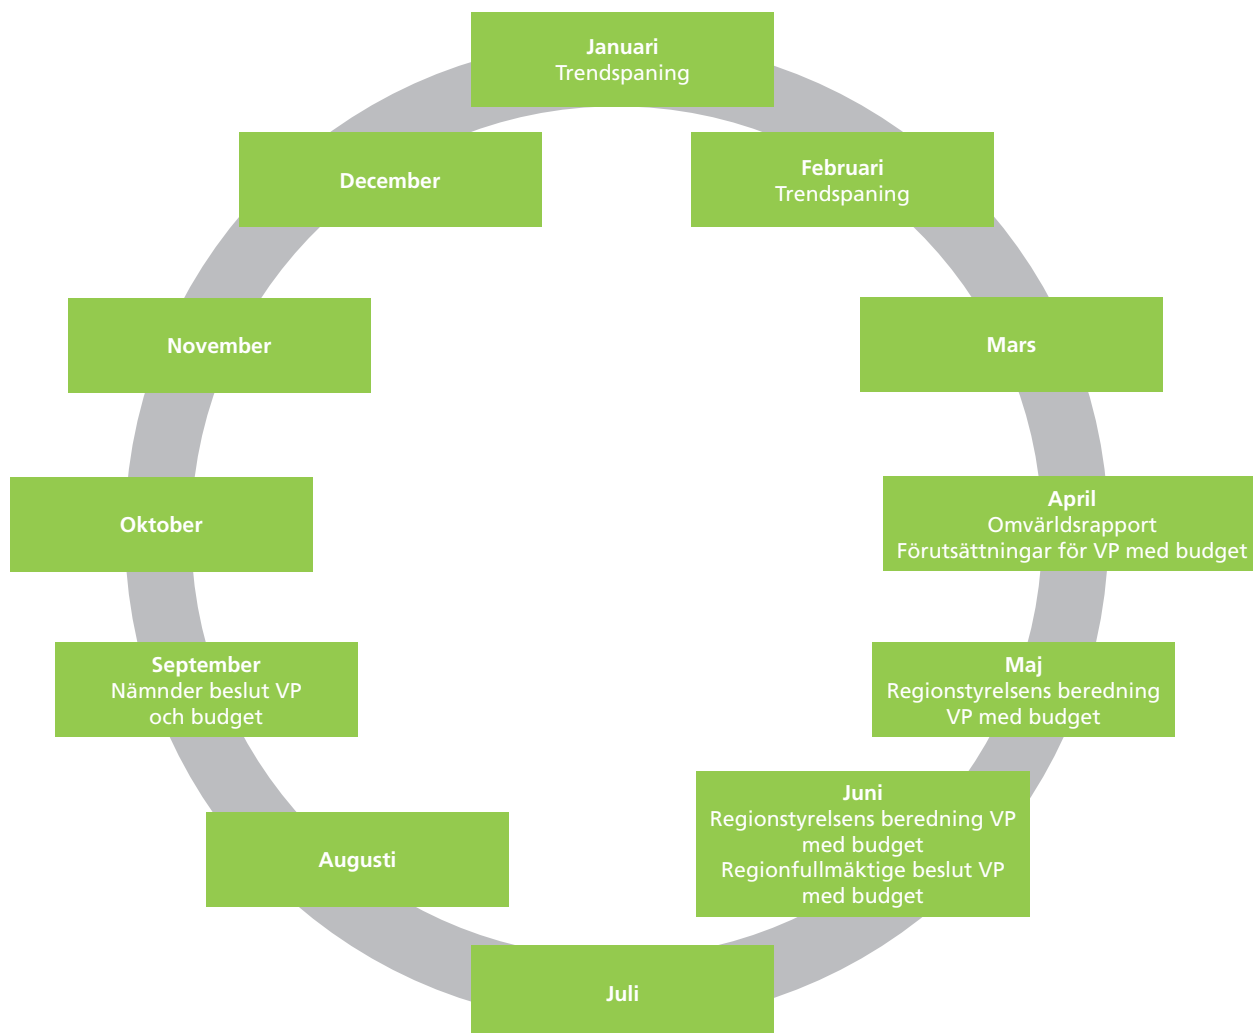 Januari
Trendspaning
Februari
Trendspaning
Mars
April
Omvärldsrapport
Förutsättningar för VP med budget
Maj
Regionstyrelsens beredning
VP med budget
Juni
Regionstyrelsens beredning VP
med budget
Regionfullmäktige beslut VP
med budget
Juli
Augusti
September
Nämnder beslut VP
och budget
Oktober
November
December